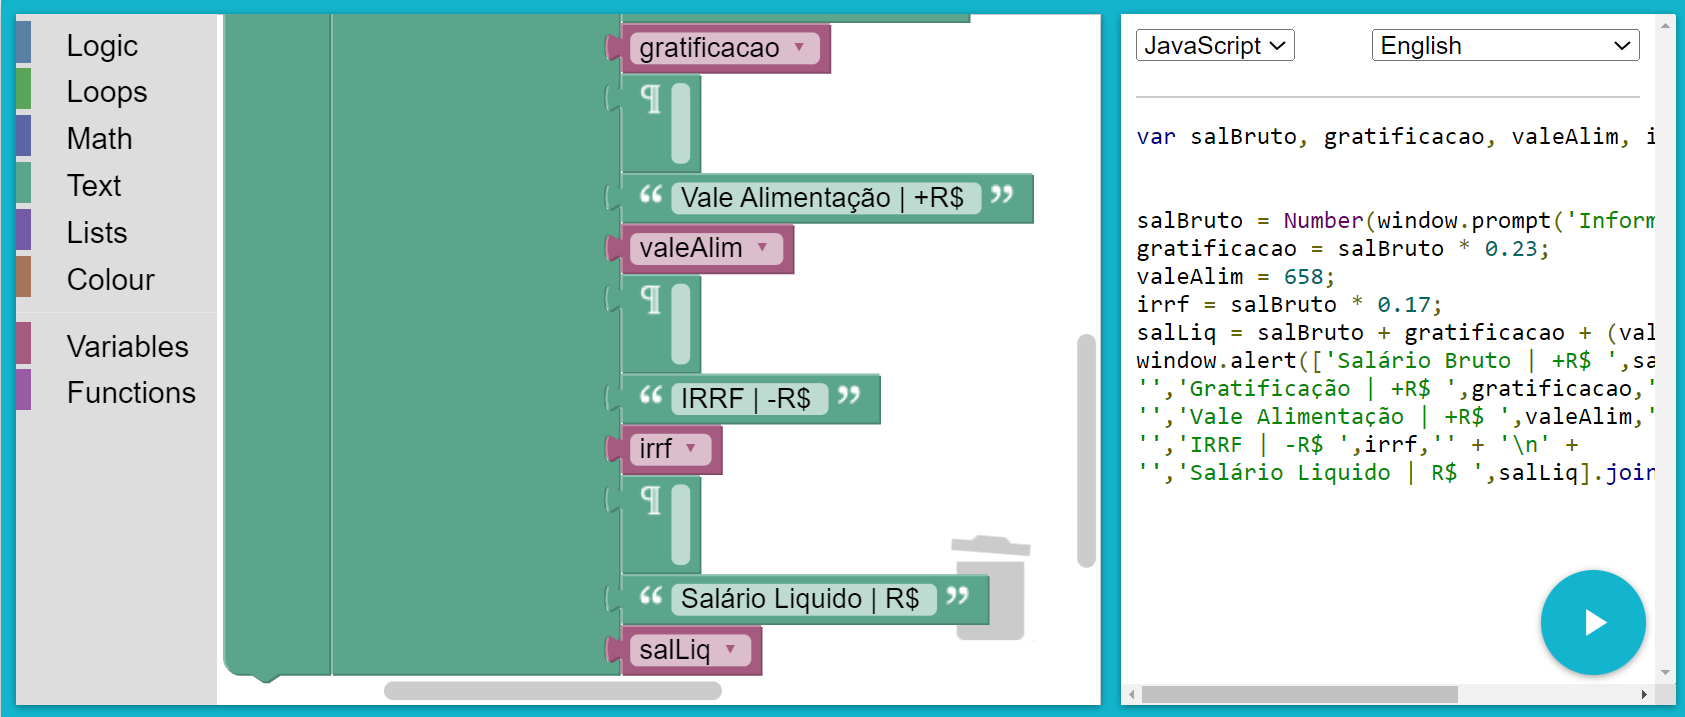 Logic
Loops
Math
Text
Lists
Colour
Variables
Functions
gratificacao
¶
“ Vale Alimentação | +R$ ”
valeAlim
¶
“ IRRF | -R$ ”
irrf
¶
“ Salário Liquido | R$ ”
salLiq
JavaScript English
var salBruto, gratificacao, valeAlim, i
salBruto = Number(window.prompt('Inform
gratificacao = salBruto * 0.23;
valeAlim = 658;
irrf = salBruto * 0.17;
salLiq = salBruto + gratificacao + (val
window.alert(['Salário Bruto | +R$ ',sa
'','Gratificação | +R$ ',gratificacao,'
'','Vale Alimentação | +R$ ',valeAlim,'
'','IRRF | -R$ ',irrf,'' + '\n' +
'','Salário Liquido | R$ ',salLiq].join